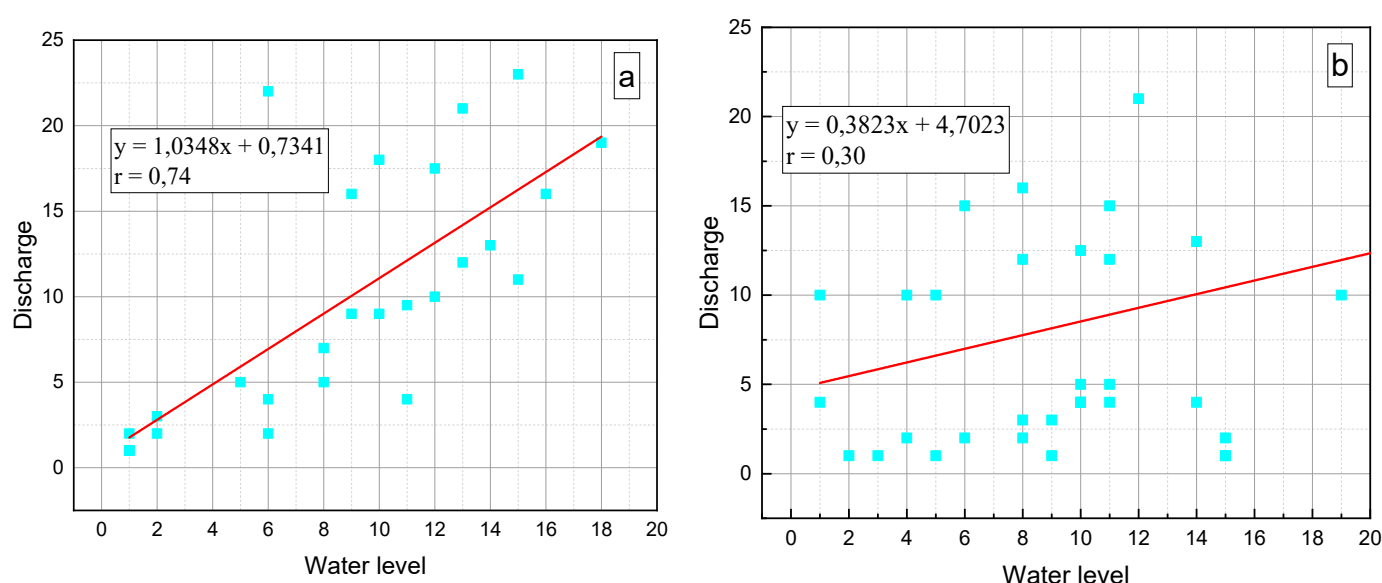 a
y = 1,0348x + 0,7341
r = 0,74
Discharge
25
20
15
10
5
0
0 2 4 6 8 10 12 14 16 18 20
Water level
b
y = 0,3823x + 4,7023
r = 0,30
Discharge
25
20
15
10
5
0
0 2 4 6 8 10 12 14 16 18 20
Water level